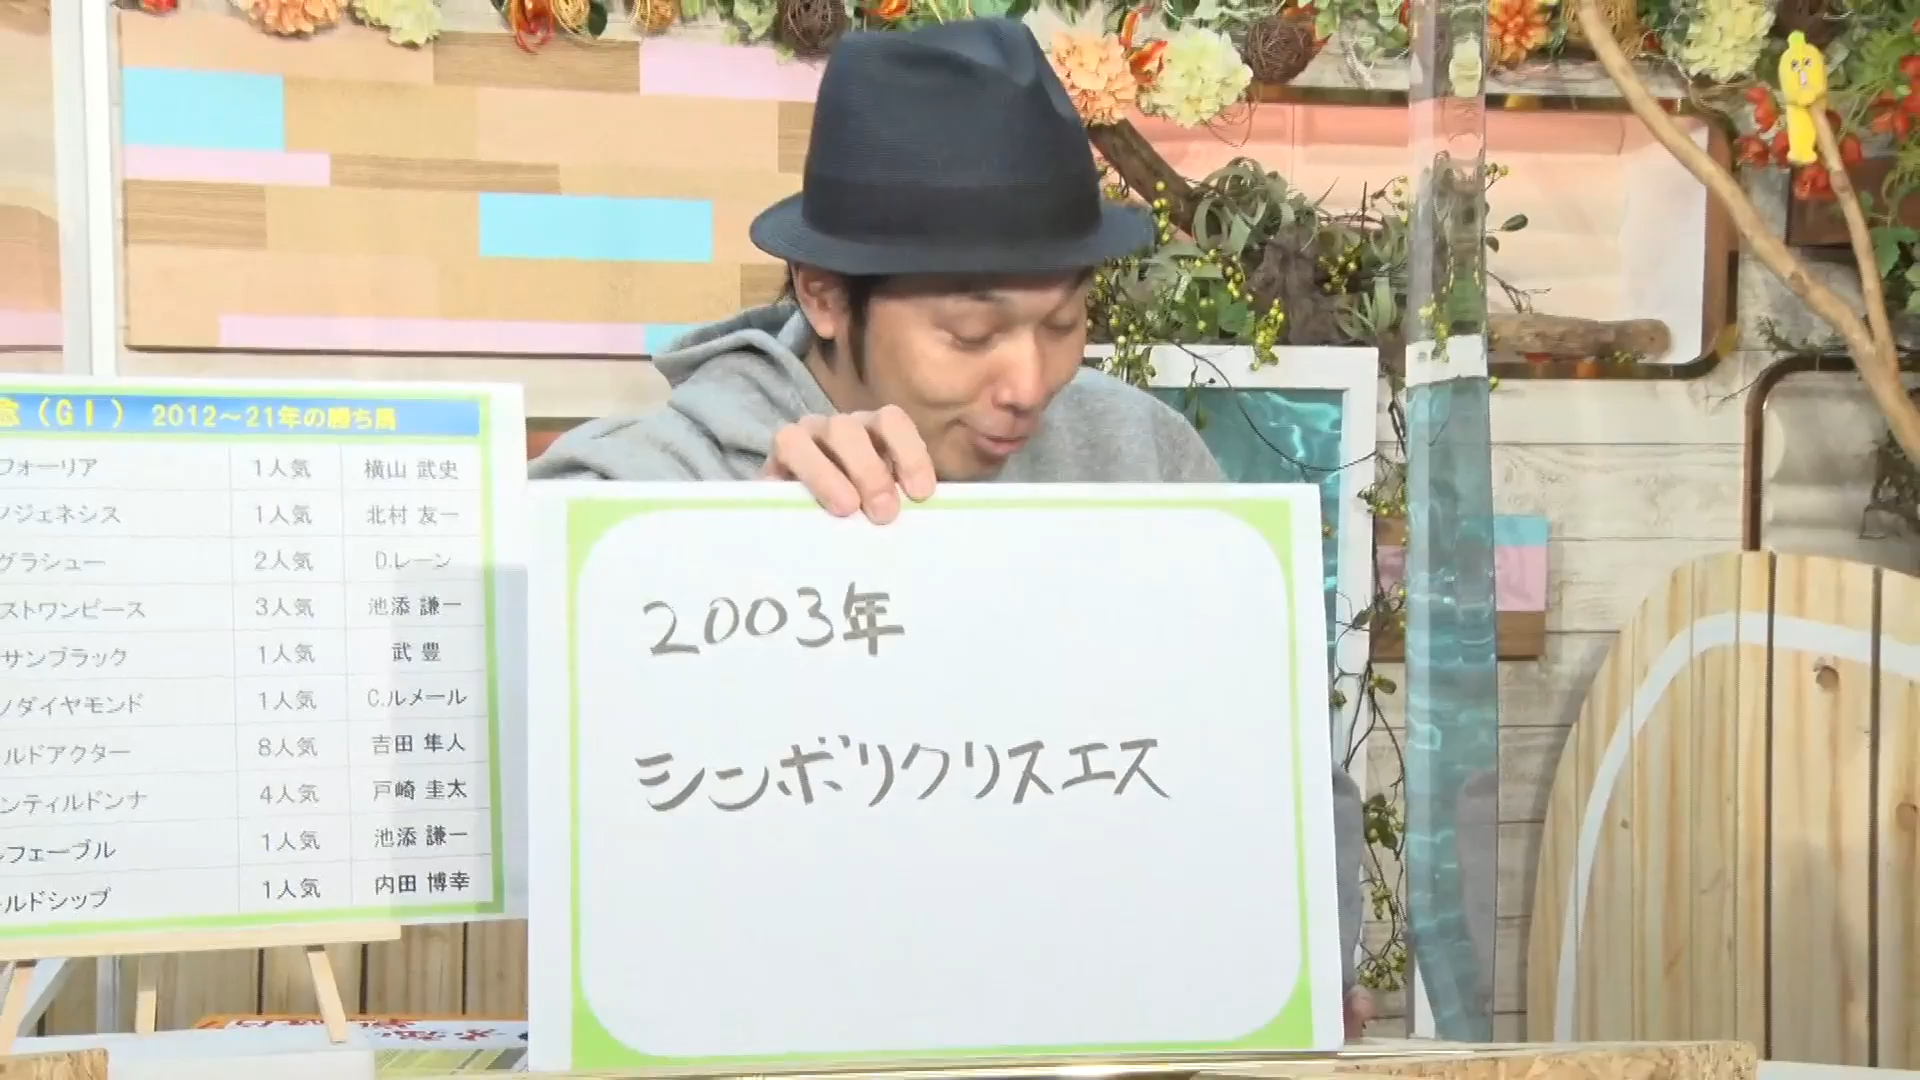 念（GⅠ） 2012～21年の勝ち馬
フォーリア 1人気 横山 武史
ノジェネシス 1人気 北村 友一
グラシュー 2人気 D.レーン
ストワンピース 3人気 池添 謙一
サンブラック 1人気 武 豊
ノダイヤモンド 1人気 C.ルメール
ルドアクター 8人気 吉田 隼人
ンティルドンナ 4人気 戸崎 圭太
ルフェーブル 1人気 池添 謙一
ールドシップ 1人気 内田 博幸
2003年
シンボリクリスエス